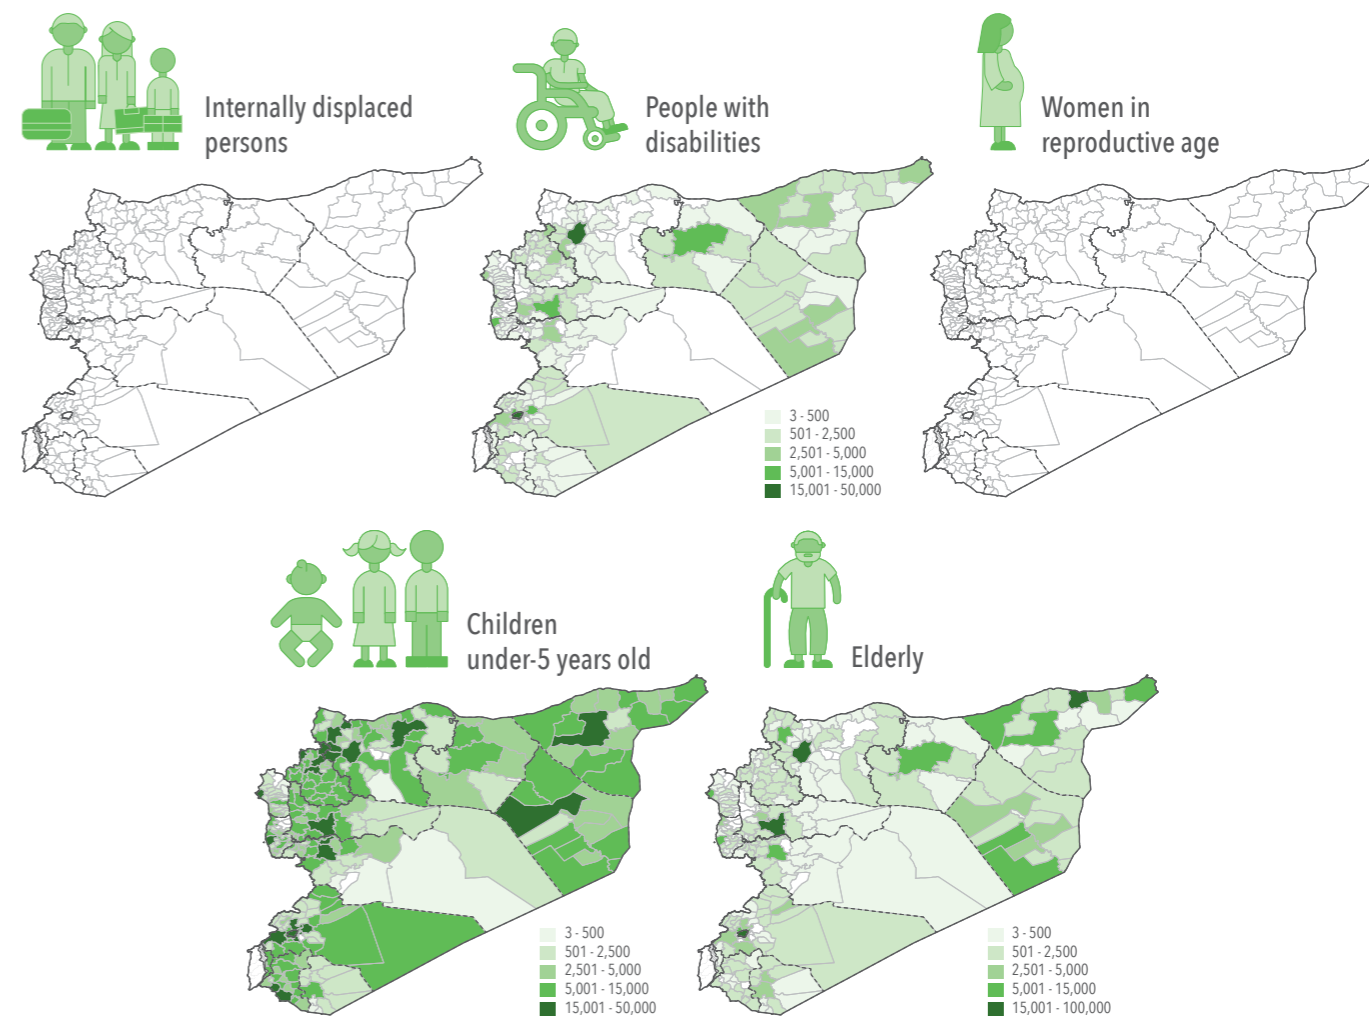 Internally displaced
persons
People with
disabilities
Women in
reproductive age
3 - 500
501 - 2,500
2,501 - 5,000
5,001 - 15,000
15,001 - 50,000
Children
under-5 years old
Elderly
3 - 500
501 - 2,500
2,501 - 5,000
5,001 - 15,000
15,001 - 50,000
3 - 500
501 - 2,500
2,501 - 5,000
5,001 - 15,000
15,001 - 100,000